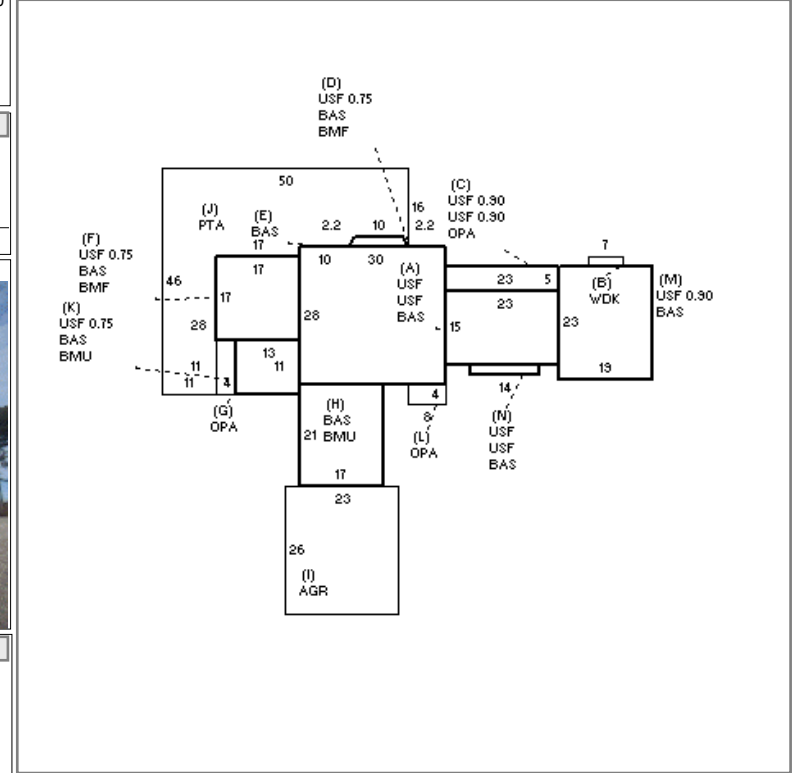 (D)
USF 0.75
BAS
BMF
50
(C)
USF 0.90
USF 0.90
OPA
16
(J)
PTA
(E)
BAS
2.2
10
2.2
17
7
(F)
USF 0.75
BAS
BMF
17
10
30
(A)
USF
USF
BAS
23
5
(B)
WDK
(M)
USF 0.90
BAS
46
17
23
(K)
USF 0.75
BAS
BMU
28
28
15
23
13
11
11
19
11
4
4
14
(G)
OPA
(H)
BAS
BMU
21
8
(L)
OPA
(N)
USF
USF
BAS
17
23
26
(I)
AGR